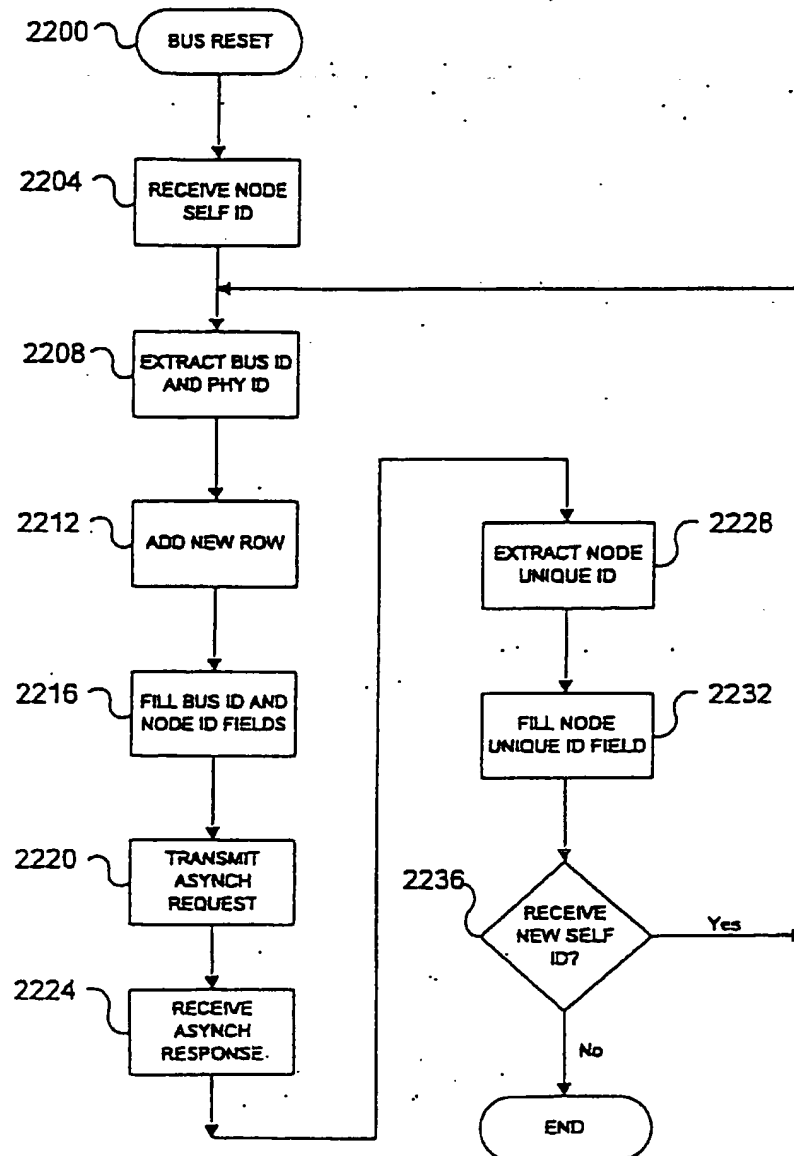 2200
BUS RESET
2204
RECEIVE NODE
SELF ID
2208
EXTRACT BUS ID
AND PHY ID
2212
ADD NEW ROW
2216
FILL BUS ID AND
NODE ID FIELDS
2220
TRANSMIT
ASYNCH
REQUEST
2224
RECEIVE
ASYNCH
RESPONSE
2228
EXTRACT NODE
UNIQUE ID
2232
FILL NODE
UNIQUE ID FIELD
2236
RECEIVE
NEW SELF
ID?
Yes
No
END